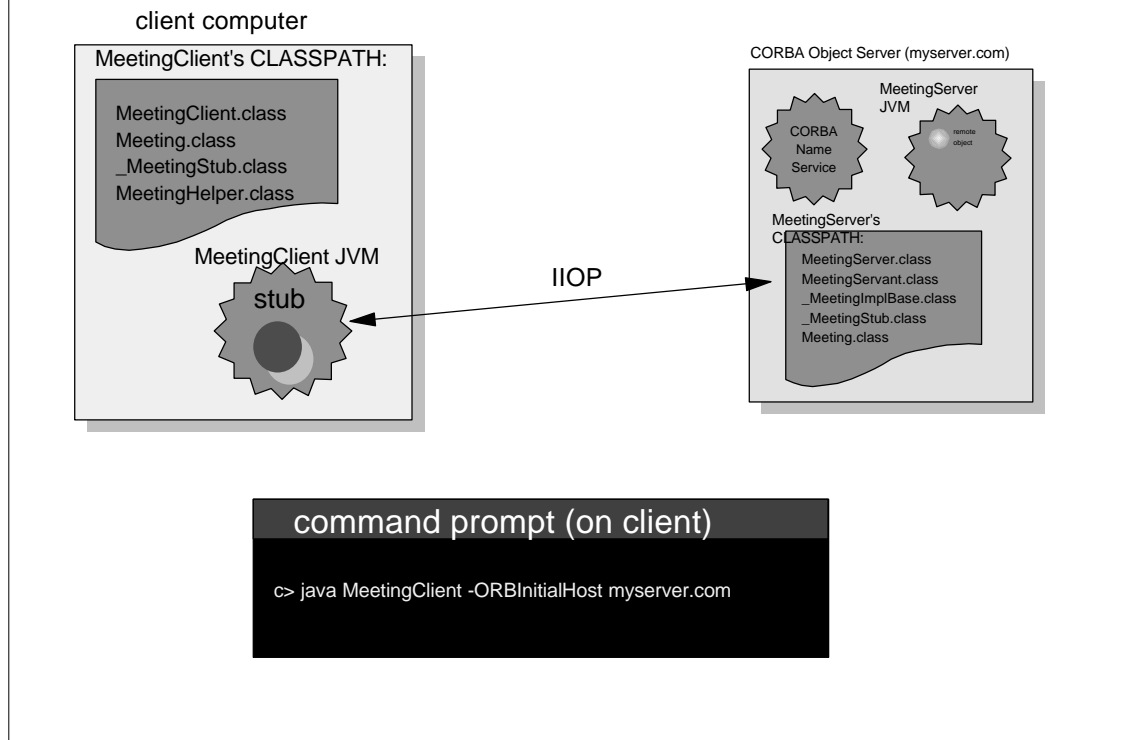 client computer
MeetingClient's CLASSPATH:
MeetingClient.class
Meeting.class
_MeetingStub.class
MeetingHelper.class
MeetingClient JVM
stub
IIOP
CORBA Object Server (myserver.com)
CORBA
Name
Service
MeetingServer
JVM
remote
object
MeetingServer's
CLASSPATH:
MeetingServer.class
MeetingServant.class
_MeetingImplBase.class
_MeetingStub.class
Meeting.class
command prompt (on client)
c> java MeetingClient -ORBInitialHost myserver.com